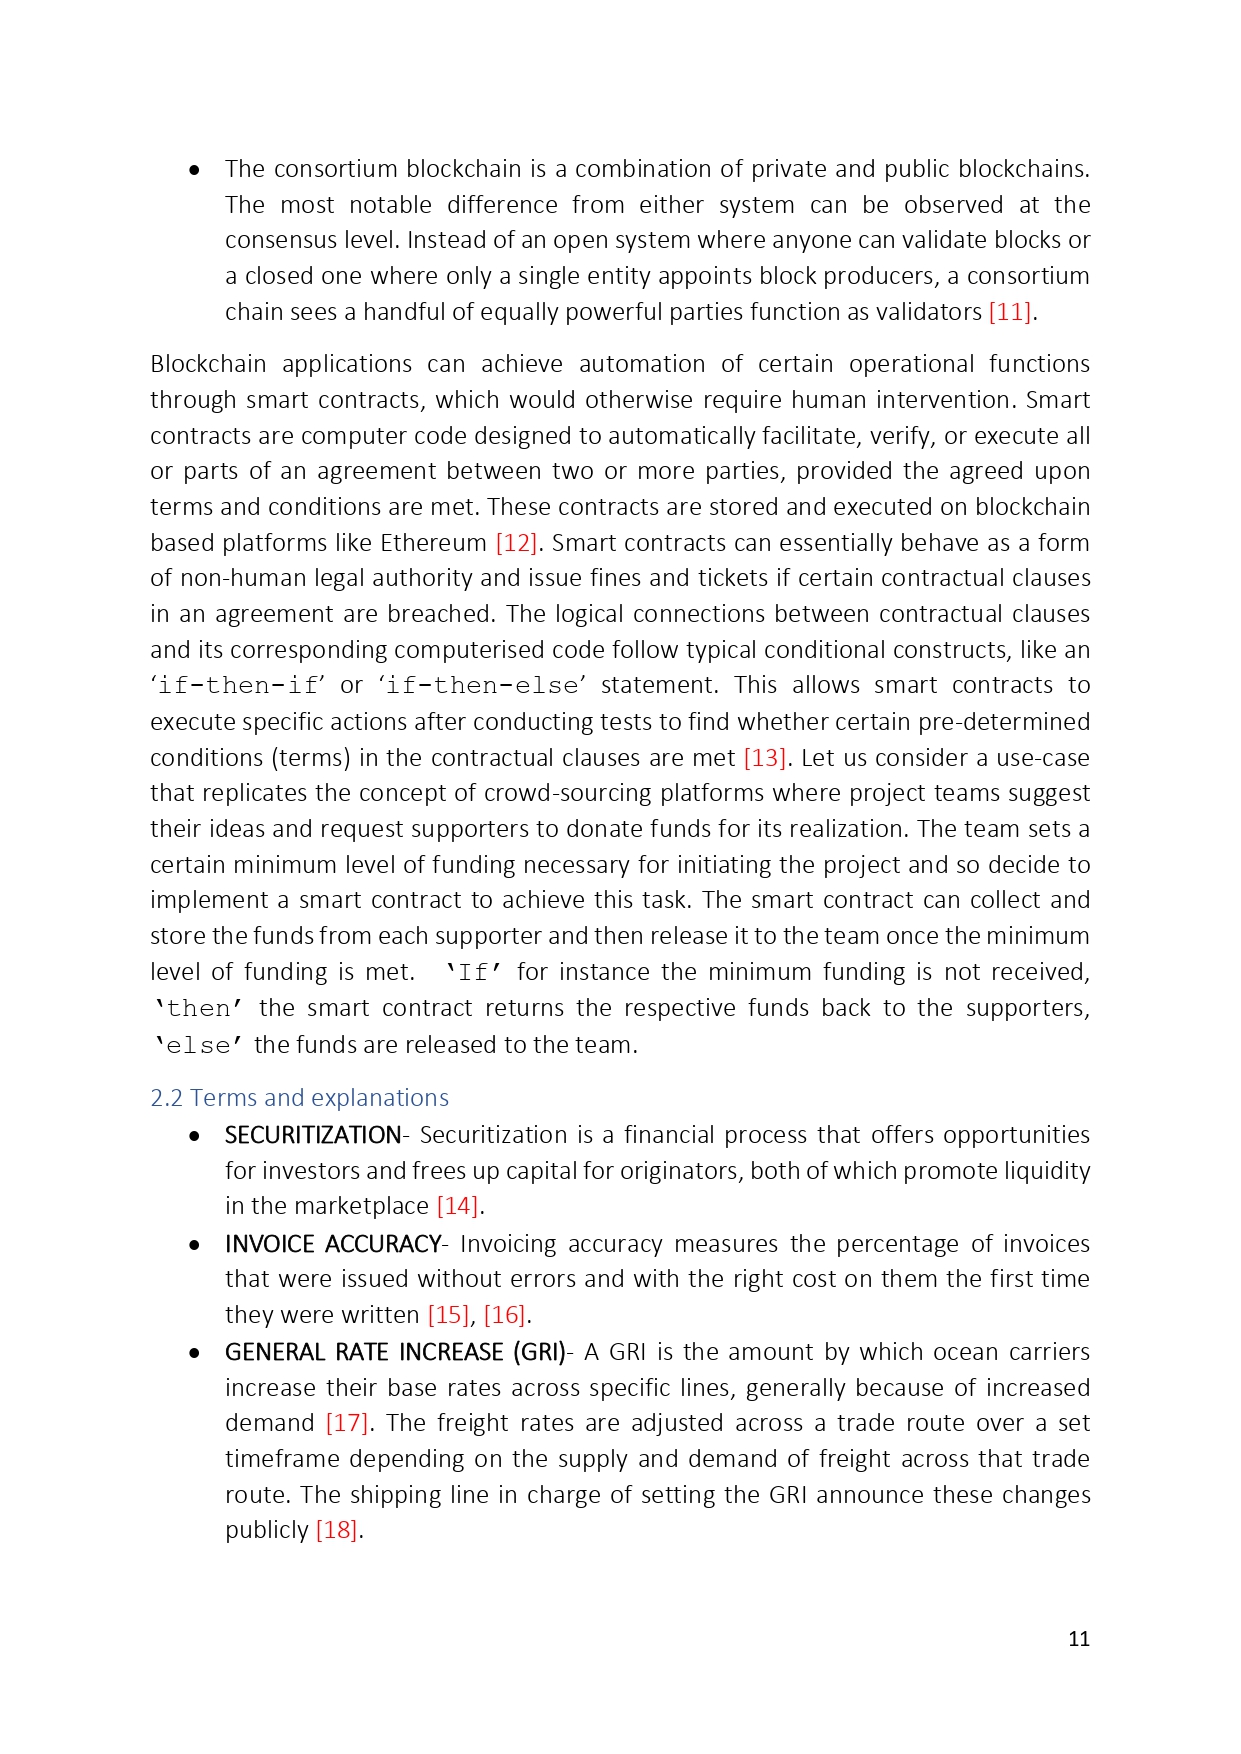 • The consortium blockchain is a combination of private and public blockchains.
The most notable difference from either system can be observed at the
consensus level. Instead of an open system where anyone can validate blocks or
a closed one where only a single entity appoints block producers, a consortium
chain sees a handful of equally powerful parties function as validators [11].
Blockchain applications can achieve automation of certain operational functions
through smart contracts, which would otherwise require human intervention. Smart
contracts are computer code designed to automatically facilitate, verify, or execute all
or parts of an agreement between two or more parties, provided the agreed upon
terms and conditions are met. These contracts are stored and executed on blockchain
based platforms like Ethereum [12]. Smart contracts can essentially behave as a form
of non-human legal authority and issue fines and tickets if certain contractual clauses
in an agreement are breached. The logical connections between contractual clauses
and its corresponding computerised code follow typical conditional constructs, like an
‘if-then-if’ or ‘if-then-else’ statement. This allows smart contracts to
execute specific actions after conducting tests to find whether certain pre-determined
conditions (terms) in the contractual clauses are met [13]. Let us consider a use-case
that replicates the concept of crowd-sourcing platforms where project teams suggest
their ideas and request supporters to donate funds for its realization. The team sets a
certain minimum level of funding necessary for initiating the project and so decide to
implement a smart contract to achieve this task. The smart contract can collect and
store the funds from each supporter and then release it to the team once the minimum
level of funding is met. ‘If’ for instance the minimum funding is not received,
‘then’ the smart contract returns the respective funds back to the supporters,
‘else’ the funds are released to the team.
2.2 Terms and explanations
• SECURITIZATION- Securitization is a financial process that offers opportunities
for investors and frees up capital for originators, both of which promote liquidity
in the marketplace [14].
• INVOICE ACCURACY- Invoicing accuracy measures the percentage of invoices
that were issued without errors and with the right cost on them the first time
they were written [15], [16].
• GENERAL RATE INCREASE (GRI)- A GRI is the amount by which ocean carriers
increase their base rates across specific lines, generally because of increased
demand [17]. The freight rates are adjusted across a trade route over a set
timeframe depending on the supply and demand of freight across that trade
route. The shipping line in charge of setting the GRI announce these changes
publicly [18].
11